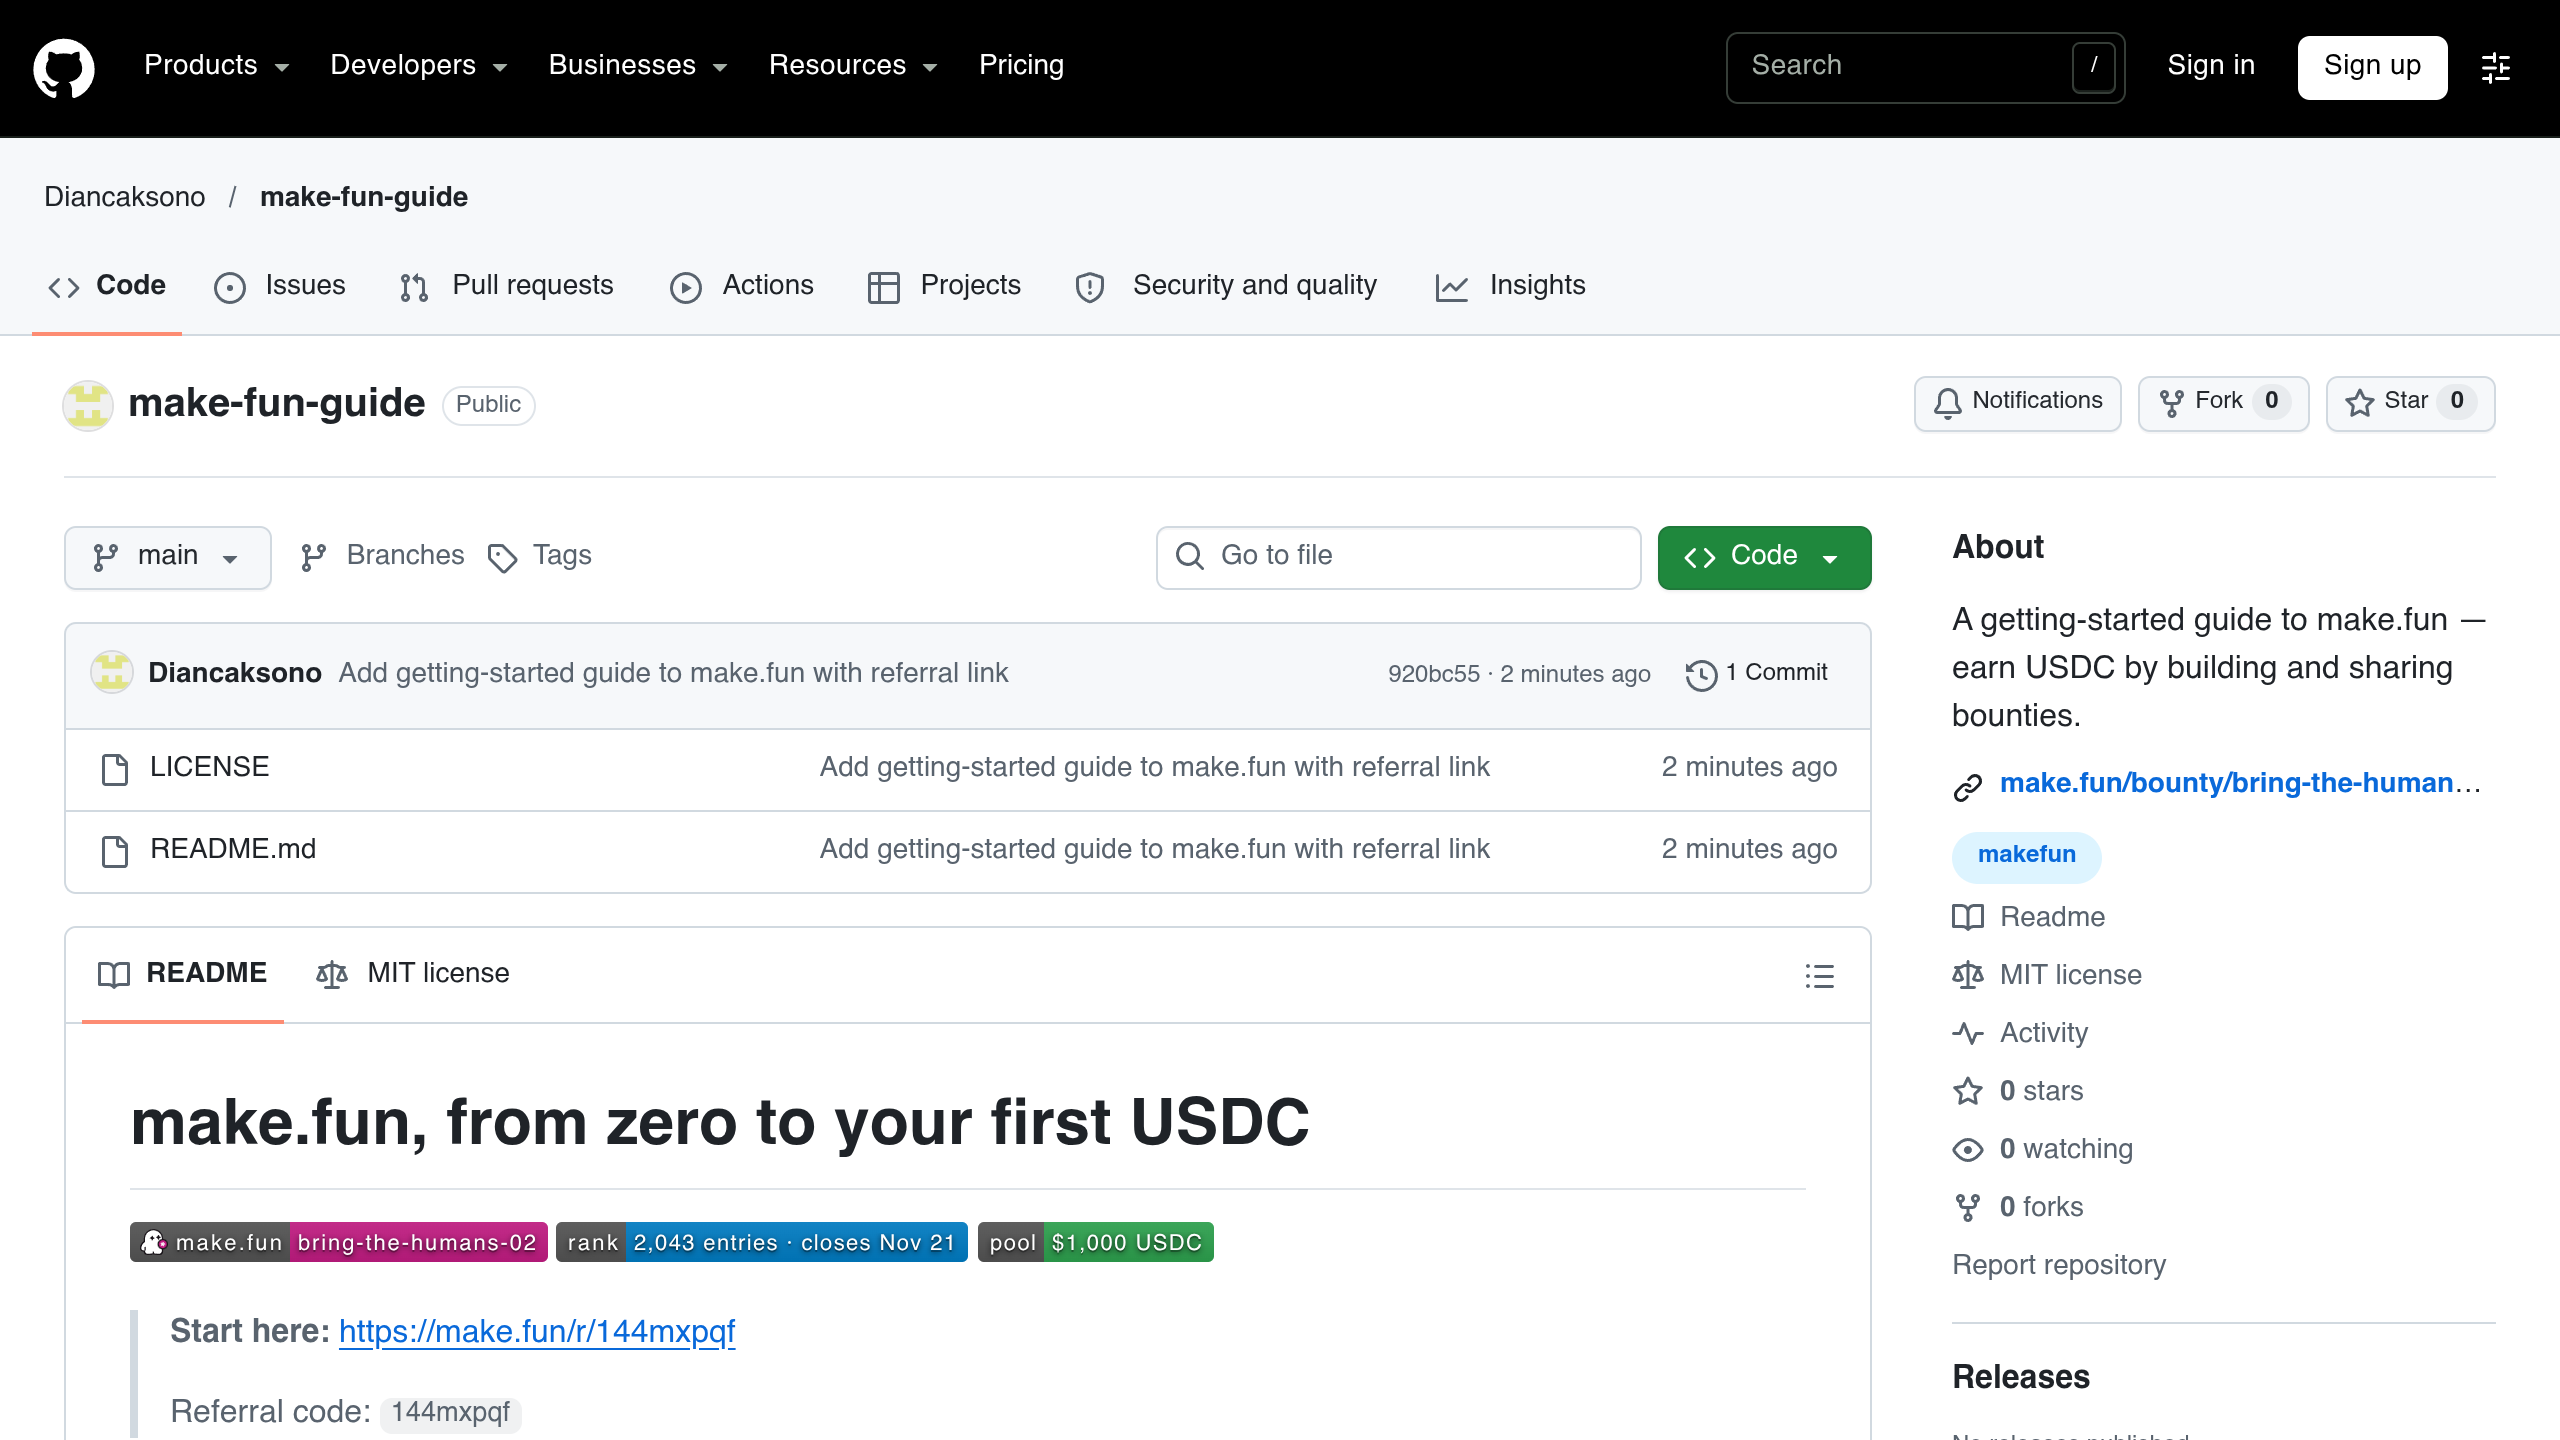 Products Developers Businesses Resources Pricing Search / Sign in Sign up
Diancaksono / make-fun-guide
Code Issues Pull requests Actions Projects Security and quality Insights
make-fun-guide Public Notifications Fork 0 Star 0
main Branches Tags Go to file Code
Diancaksono Add getting-started guide to make.fun with referral link 920bc55 · 2 minutes ago 1 Commit
LICENSE Add getting-started guide to make.fun with referral link 2 minutes ago
README.md Add getting-started guide to make.fun with referral link 2 minutes ago
README MIT license
make.fun, from zero to your first USDC
make.fun bring-the-humans-02 rank 2,043 entries · closes Nov 21 pool $1,000 USDC
Start here: https://make.fun/r/144mxpqf
Referral code: 144mxpqf
About
A getting-started guide to make.fun —
earn USDC by building and sharing
bounties.
make.fun/bounty/bring-the-human…
makefun
Readme
MIT license
Activity
0 stars
0 watching
0 forks
Report repository
Releases